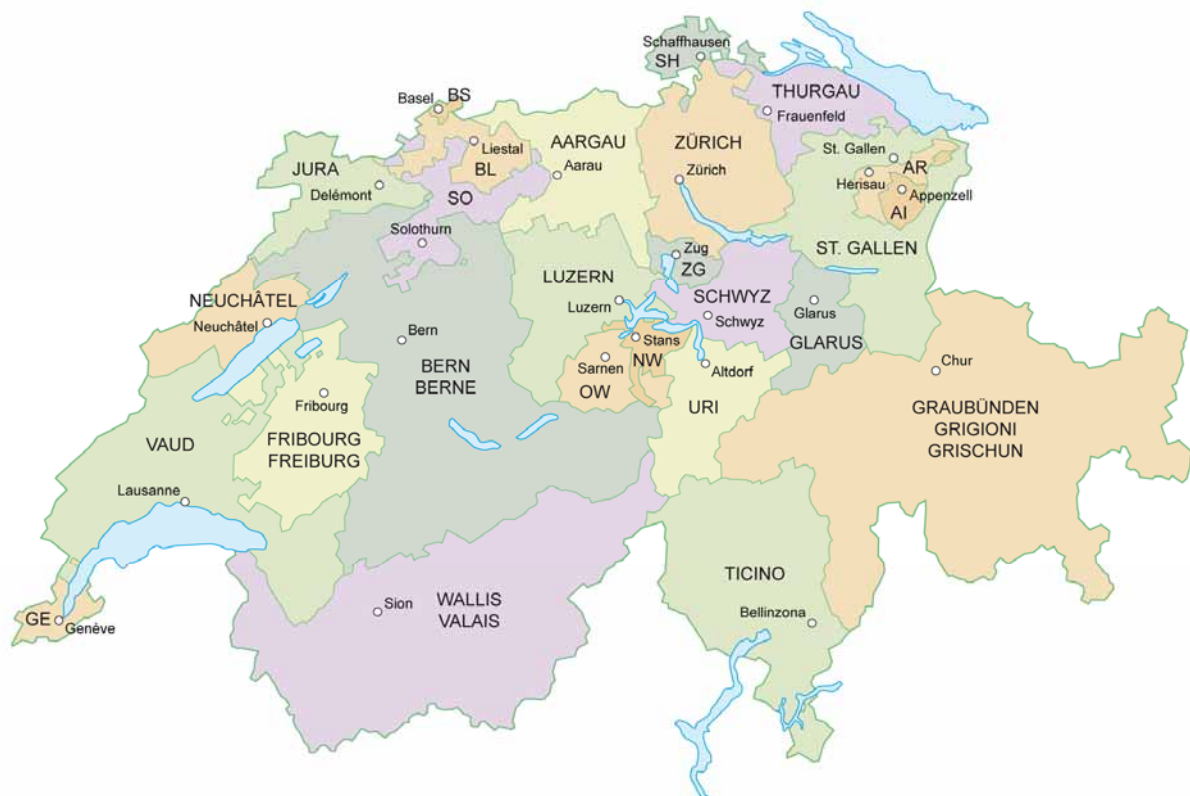 Schaffhausen
SH
THURGAU
Frauenfeld
BS
Basel
AARGAU
Aarau
ZÜRICH
Zürich
Liestal
BL
St. Gallen
AR
Herisau
Appenzell
AI
JURA
Delémont
SO
Solothurn
ST. GALLEN
Zug
ZG
LUZERN
Luzern
SCHWYZ
Schwyz
Glarus
GLARUS
NEUCHÂTEL
Neuchâtel
Bern
BERN
BERNE
Stans
NW
Sarnen
OW
Altdorf
URI
Chur
GRAUBÜNDEN
GRIGIONI
GRISCHUN
Fribourg
FRIBOURG
FREIBURG
VAUD
Lausanne
TICINO
Bellinzona
Sion
WALLIS
VALAIS
GE
Genève